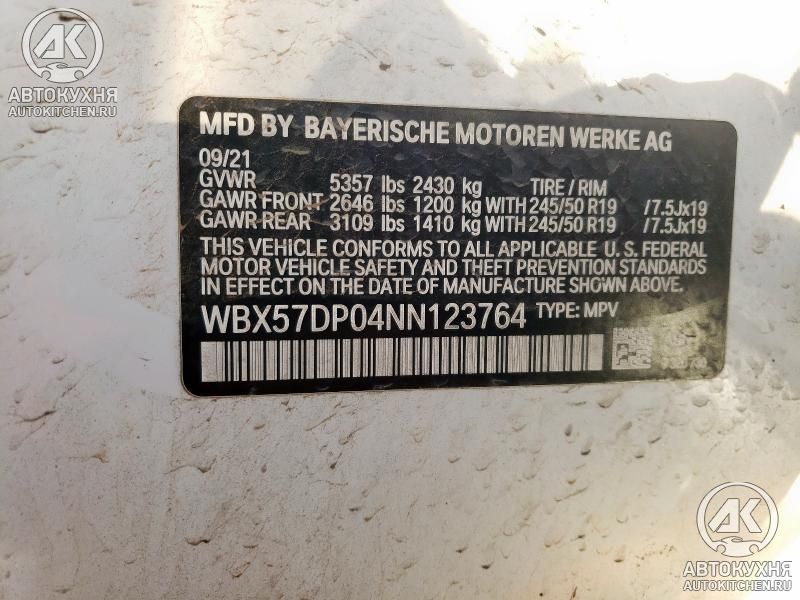 АК
АВТОКУХНЯ
AUTOKITCHEN.RU
MFD BY BAYERISCHE MOTOREN WERKE AG
09/21
GVWR 5357 lbs 2430 kg TIRE / RIM
GAWR FRONT 2646 lbs 1200 kg WITH 245/50 R19 /7.5Jx19
GAWR REAR 3109 lbs 1410 kg WITH 245/50 R19 /7.5Jx19
THIS VEHICLE CONFORMS TO ALL APPLICABLE U. S. FEDERAL
MOTOR VEHICLE SAFETY AND THEFT PREVENTION STANDARDS
IN EFFECT ON THE DATE OF MANUFACTURE SHOWN ABOVE.
WBX57DP04NN123764 TYPE: MPV
АК
АВТОКУХНЯ
AUTOKITCHEN.RU